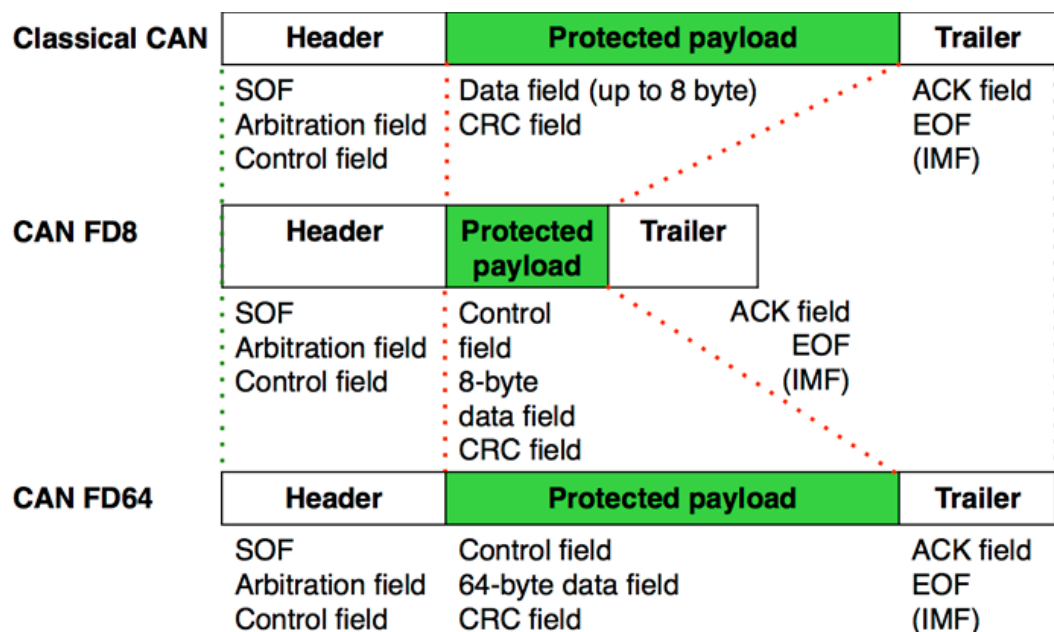 Classical CAN Header Protected payload Trailer
SOF Data field (up to 8 byte) ACK field
Arbitration field CRC field EOF
Control field (IMF)
CAN FD8 Header Protected Trailer
payload
SOF Control ACK field
Arbitration field field EOF
Control field 8-byte (IMF)
data field
CRC field
CAN FD64 Header Protected payload Trailer
SOF Control field ACK field
Arbitration field 64-byte data field EOF
Control field CRC field (IMF)